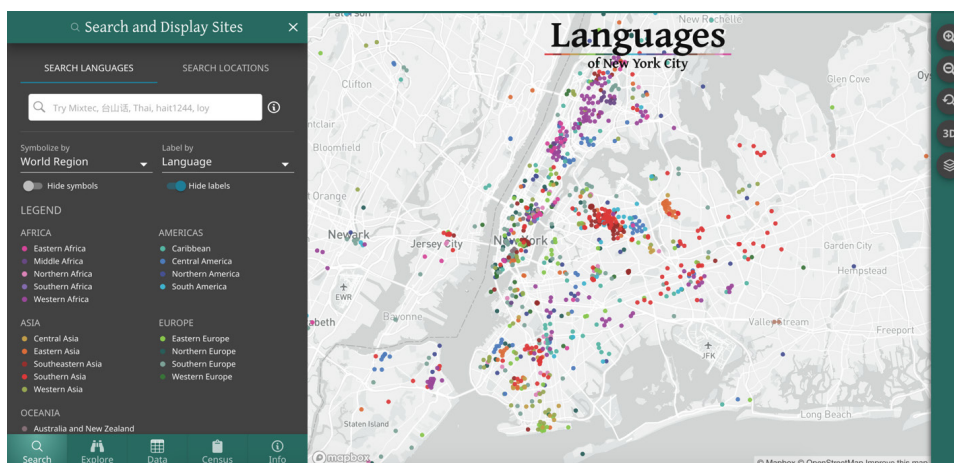 Search and Display Sites
SEARCH LANGUAGES
SEARCH LOCATIONS
Try Mixtec, 台山话, Thai, hait1244, loy
Symbolize by
World Region
Label by
Language
Hide symbols
Hide labels
LEGEND
AFRICA
Eastern Africa
Middle Africa
Northern Africa
Southern Africa
Western Africa
AMERICAS
Caribbean
Central America
Northern America
South America
ASIA
Central Asia
Eastern Asia
Southeastern Asia
Southern Asia
Western Asia
EUROPE
Eastern Europe
Northern Europe
Southern Europe
Western Europe
OCEANIA
Australia and New Zealand
Search
Explore
Data
Census
Info
Languages
of New York City
Paterson
New Rochelle
Clifton
Glen Cove
Oys
ntclair
Bloomfield
t Orange
Newark
Jersey City
New York
Garden City
Hempstead
EWR
zabeth
Bayonne
Valley Stream
Freeport
JFK
Long Beach
Staten Island
mapbox
© Mapbox © OpenStreetMap Improve this map
3D